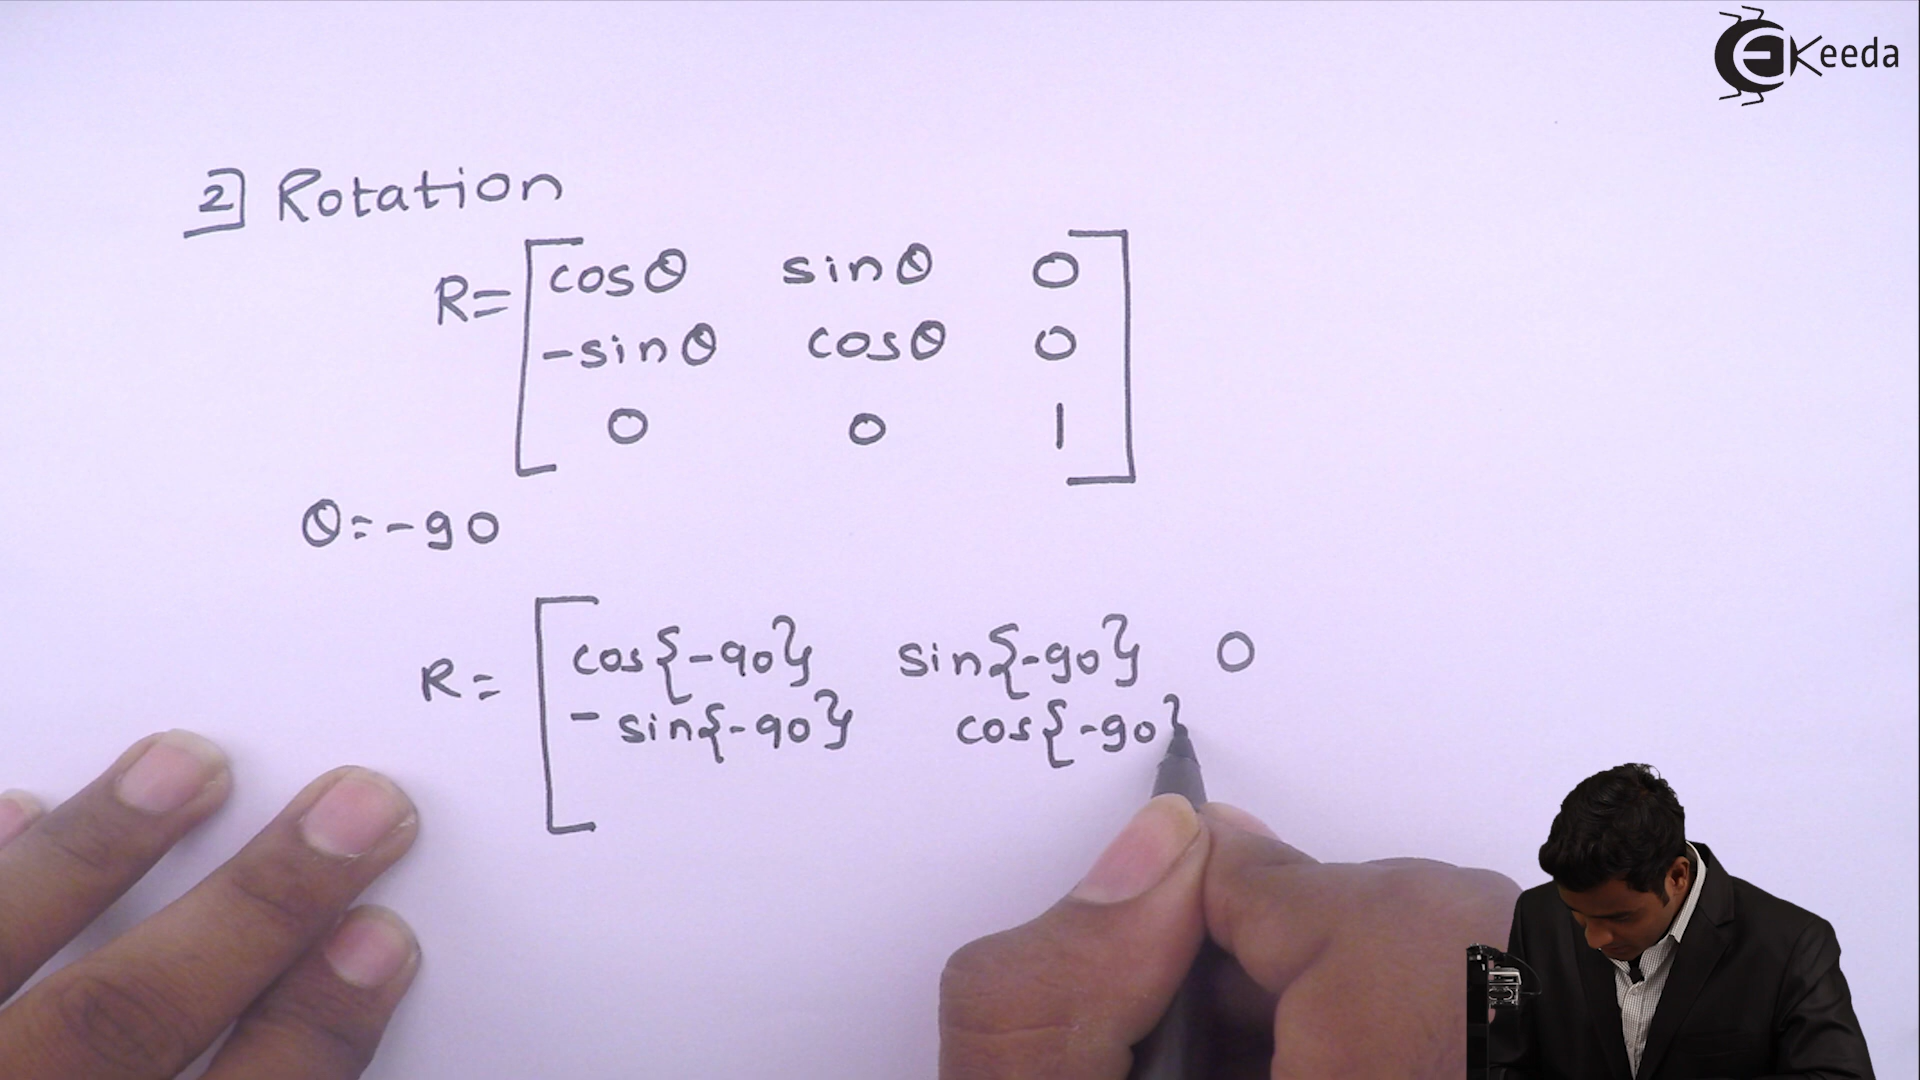 EKeeda
2] Rotation
R= [ cosθ sinθ 0
-sinθ cosθ 0
0 0 1 ]
θ=-90
R= [ cos{-90} sin{-90} 0
-sin{-90} cos{-90}